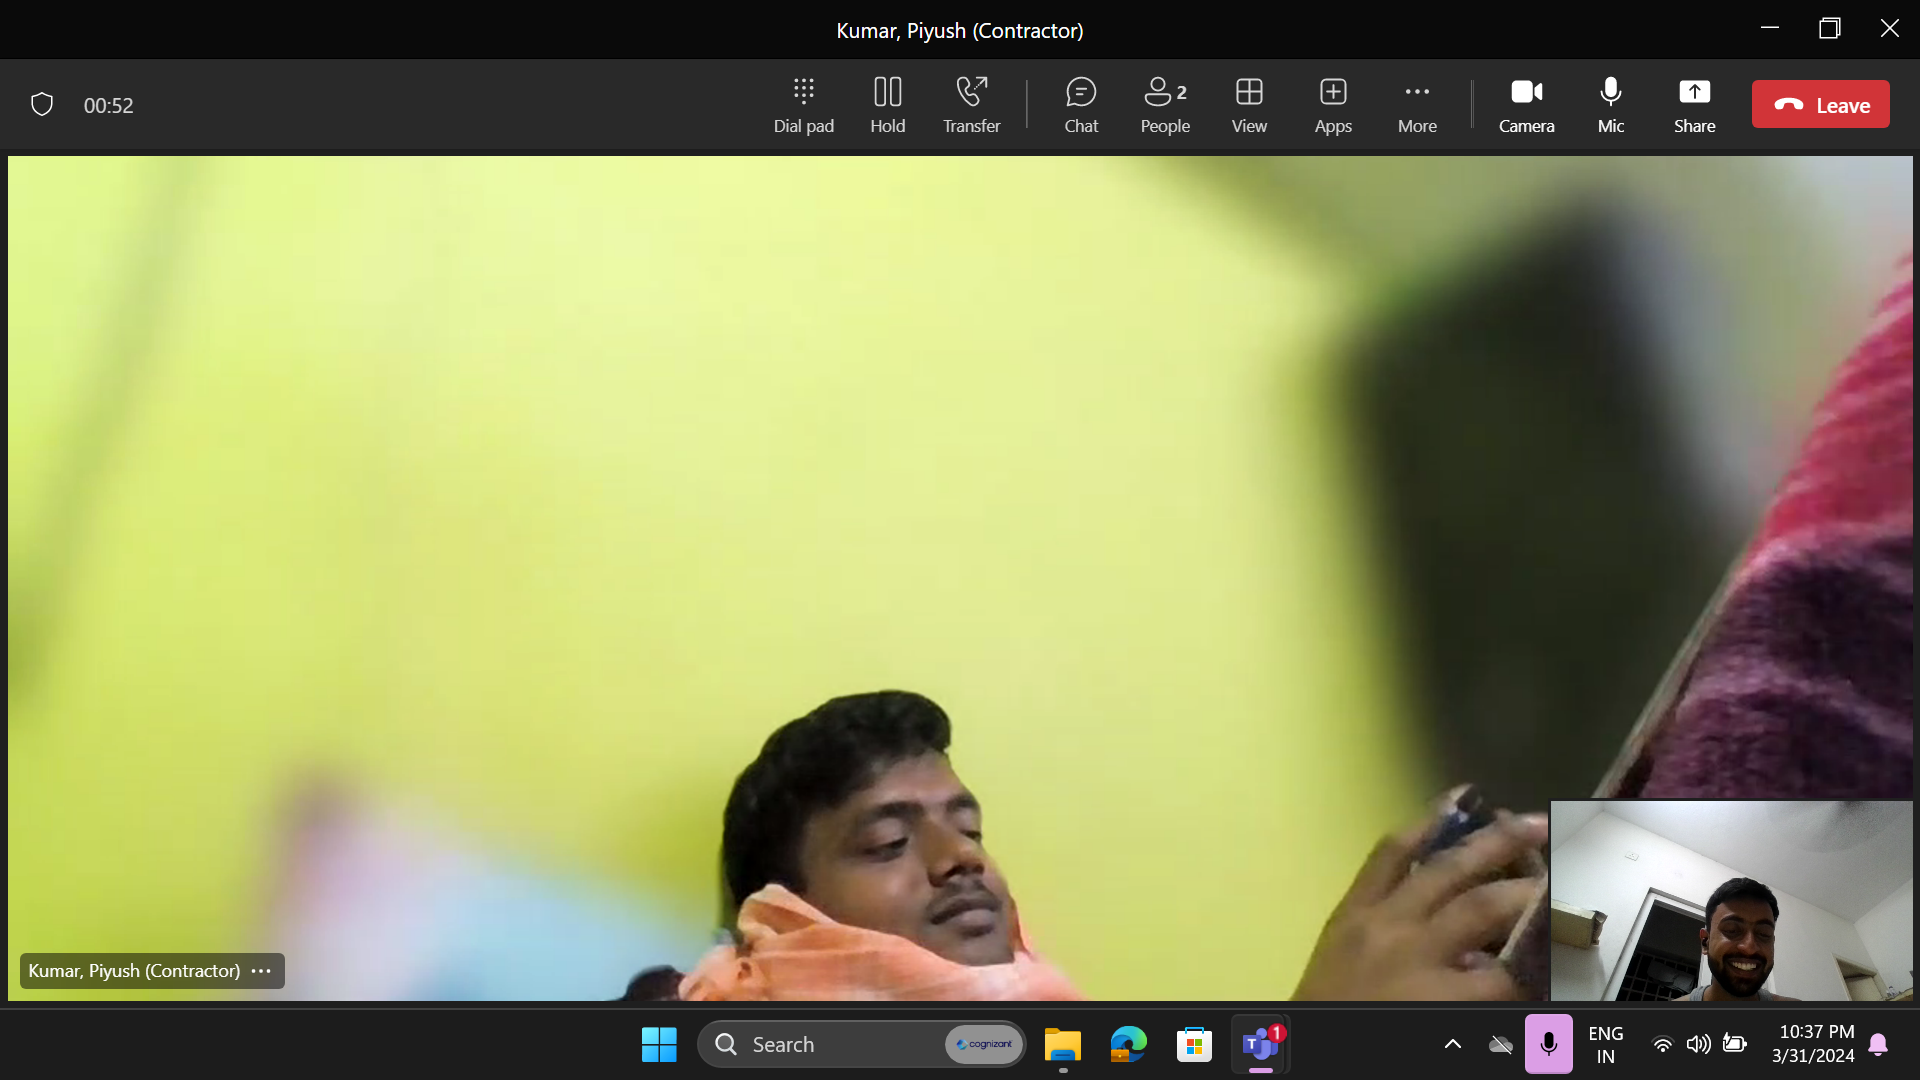 Kumar, Piyush (Contractor)
00:52
Dial pad
Hold
Transfer
Chat
2
People
View
Apps
More
Camera
Mic
Share
Leave
Kumar, Piyush (Contractor)
Search
cognizant
T
1
ENG
IN
10:37 PM
3/31/2024